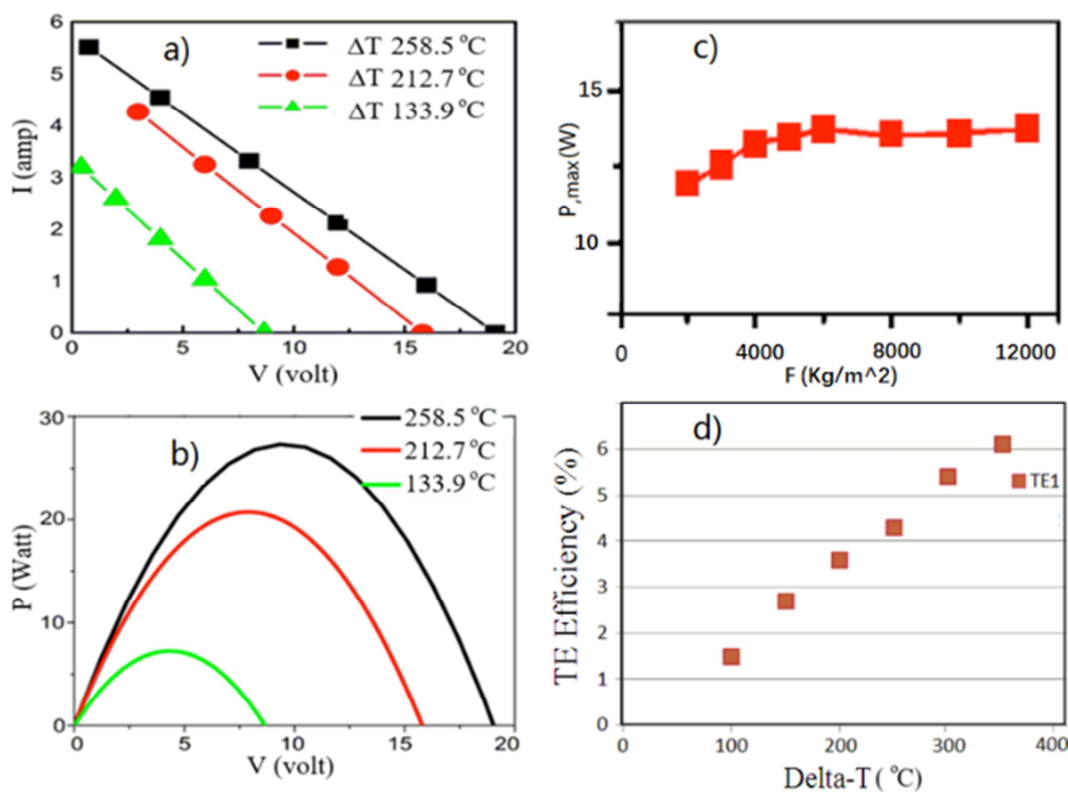 a)
ΔT 258.5 °C
ΔT 212.7 °C
ΔT 133.9 °C
6
5
4
3
2
1
0
I (amp)
0 5 10 15 20
V (volt)
c)
15
10
P,max(W)
0 4000 8000 12000
F (Kg/m^2)
b)
258.5 °C
212.7 °C
133.9 °C
30
20
10
0
P (Watt)
0 5 10 15 20
V (volt)
d)
6
5
4
3
2
1
0
TE Efficiency (%)
TE1
0 100 200 300 400
Delta-T ( °C)